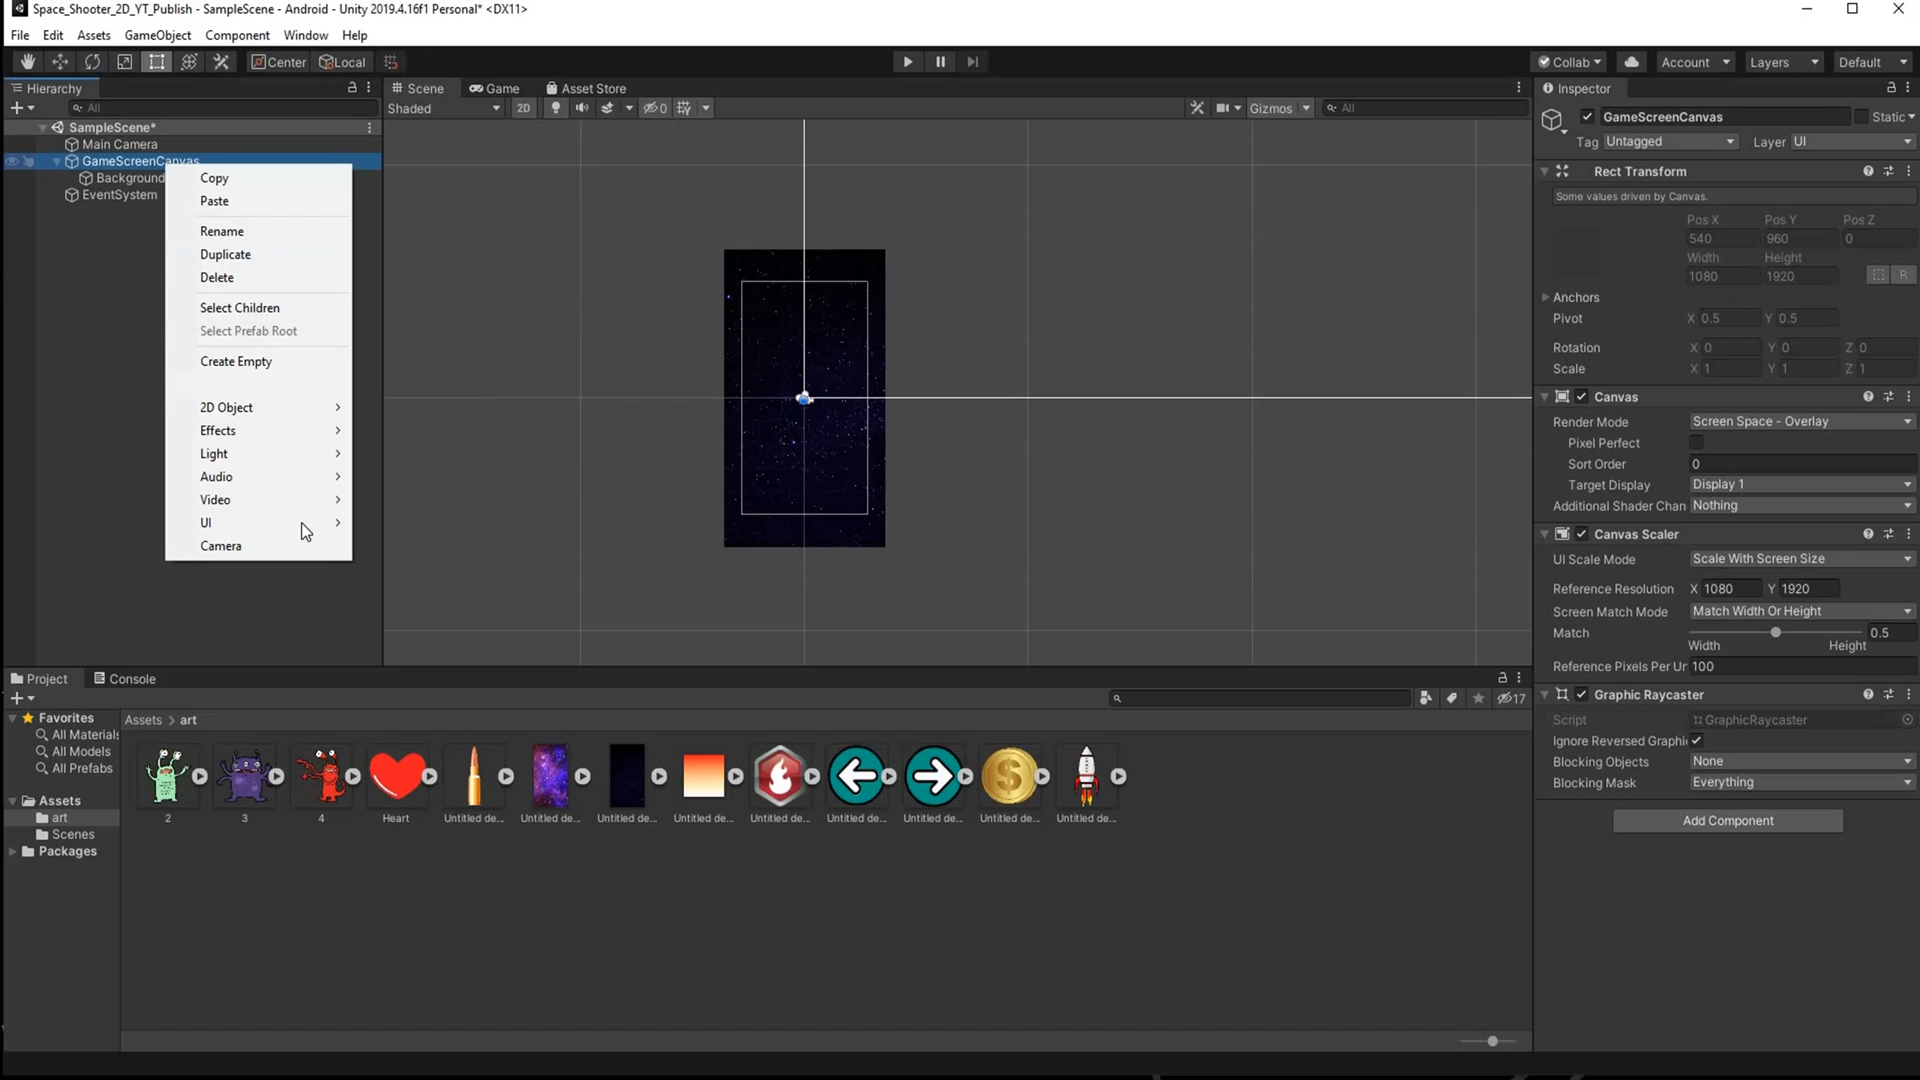 Space_Shooter_2D_YT_Publish - SampleScene - Android - Unity 2019.4.16f1 Personal* <DX11>
File Edit Assets GameObject Component Window Help
Center Local Collab Account Layers Default
Hierarchy
All
SampleScene*
Main Camera
GameScreenCanvas
Background
EventSystem
Copy
Paste
Rename
Duplicate
Delete
Select Children
Select Prefab Root
Create Empty
2D Object
Effects
Light
Audio
Video
UI
Camera
Scene Game Asset Store
Shaded 2D 0 Gizmos All
Inspector
GameScreenCanvas Static
Tag Untagged Layer UI
Rect Transform
Some values driven by Canvas.
Pos X Pos Y Pos Z
540 960 0
Width Height
1080 1920 R
Anchors
Pivot X 0.5 Y 0.5
Rotation X 0 Y 0 Z 0
Scale X 1 Y 1 Z 1
Canvas
Render Mode Screen Space - Overlay
Pixel Perfect
Sort Order 0
Target Display Display 1
Additional Shader Chan Nothing
Canvas Scaler
UI Scale Mode Scale With Screen Size
Reference Resolution X 1080 Y 1920
Screen Match Mode Match Width Or Height
Match 0.5
Width Height
Reference Pixels Per Ur 100
Graphic Raycaster
Script GraphicRaycaster
Ignore Reversed Graphi
Blocking Objects None
Blocking Mask Everything
Add Component
Project Console
17
Favorites
All Materials
All Models
All Prefabs
Assets
art
Scenes
Packages
Assets > art
2 3 4 Heart Untitled de... Untitled de... Untitled de... Untitled de... Untitled de... Untitled de... Untitled de... Untitled de... Untitled de...